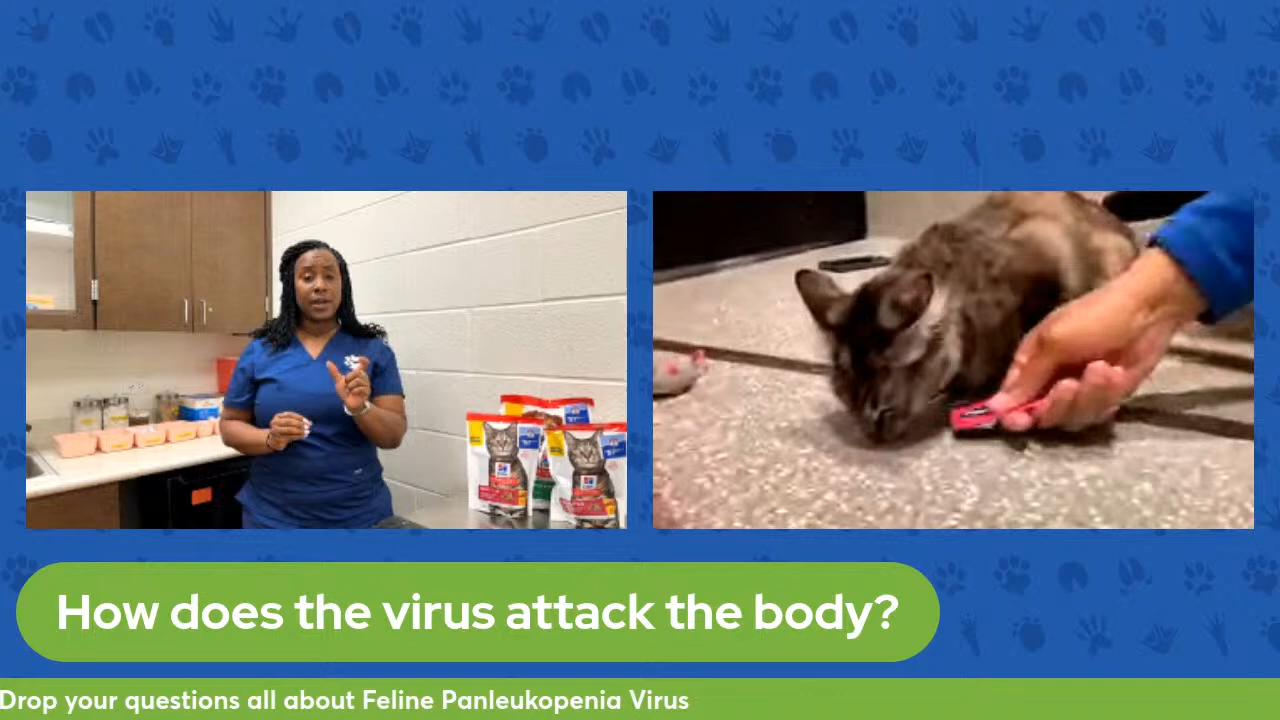 How does the virus attack the body?
Drop your questions all about Feline Panleukopenia Virus